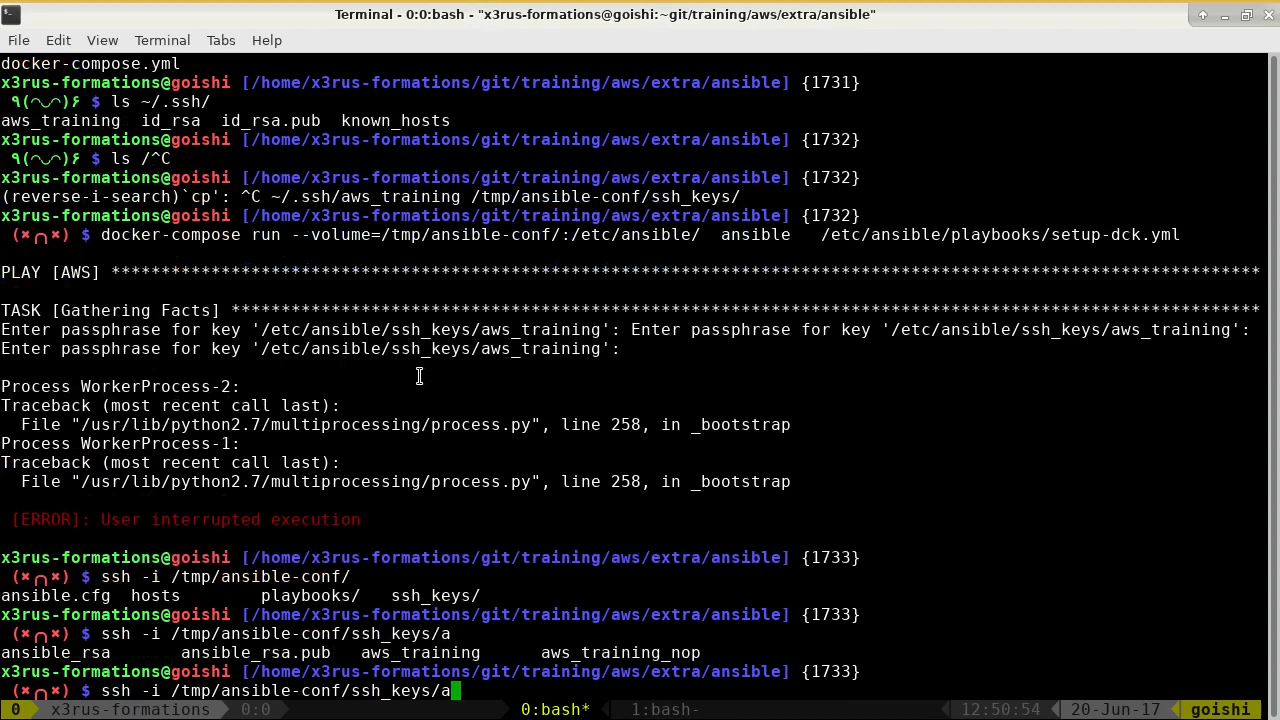 Terminal - 0:0:bash - "x3rus-formations@goishi:~git/training/aws/extra/ansible"
File Edit View Terminal Tabs Help
docker-compose.yml
x3rus-formations@goishi [/home/x3rus-formations/git/training/aws/extra/ansible] {1731}
٩(◠◡◠)۶ $ ls ~/.ssh/
aws_training  id_rsa  id_rsa.pub  known_hosts
x3rus-formations@goishi [/home/x3rus-formations/git/training/aws/extra/ansible] {1732}
٩(◠◡◠)۶ $ ls /^C
x3rus-formations@goishi [/home/x3rus-formations/git/training/aws/extra/ansible] {1732}
(reverse-i-search)`cp': ^C ~/.ssh/aws_training /tmp/ansible-conf/ssh_keys/
x3rus-formations@goishi [/home/x3rus-formations/git/training/aws/extra/ansible] {1732}
(✖╭╮✖) $ docker-compose run --volume=/tmp/ansible-conf/:/etc/ansible/  ansible   /etc/ansible/playbooks/setup-dck.yml
PLAY [AWS] *******************************************************************************************************************
TASK [Gathering Facts] *******************************************************************************************************
Enter passphrase for key '/etc/ansible/ssh_keys/aws_training': Enter passphrase for key '/etc/ansible/ssh_keys/aws_training':
Enter passphrase for key '/etc/ansible/ssh_keys/aws_training':
Process WorkerProcess-2:
Traceback (most recent call last):
  File "/usr/lib/python2.7/multiprocessing/process.py", line 258, in _bootstrap
Process WorkerProcess-1:
Traceback (most recent call last):
  File "/usr/lib/python2.7/multiprocessing/process.py", line 258, in _bootstrap
[ERROR]: User interrupted execution
x3rus-formations@goishi [/home/x3rus-formations/git/training/aws/extra/ansible] {1733}
(✖╭╮✖) $ ssh -i /tmp/ansible-conf/
ansible.cfg  hosts        playbooks/   ssh_keys/
x3rus-formations@goishi [/home/x3rus-formations/git/training/aws/extra/ansible] {1733}
(✖╭╮✖) $ ssh -i /tmp/ansible-conf/ssh_keys/a
ansible_rsa       ansible_rsa.pub   aws_training      aws_training_nop
x3rus-formations@goishi [/home/x3rus-formations/git/training/aws/extra/ansible] {1733}
(✖╭╮✖) $ ssh -i /tmp/ansible-conf/ssh_keys/a
0 x3rus-formations 0:0 0:bash* 1:bash- 12:50:54 20-Jun-17 goishi